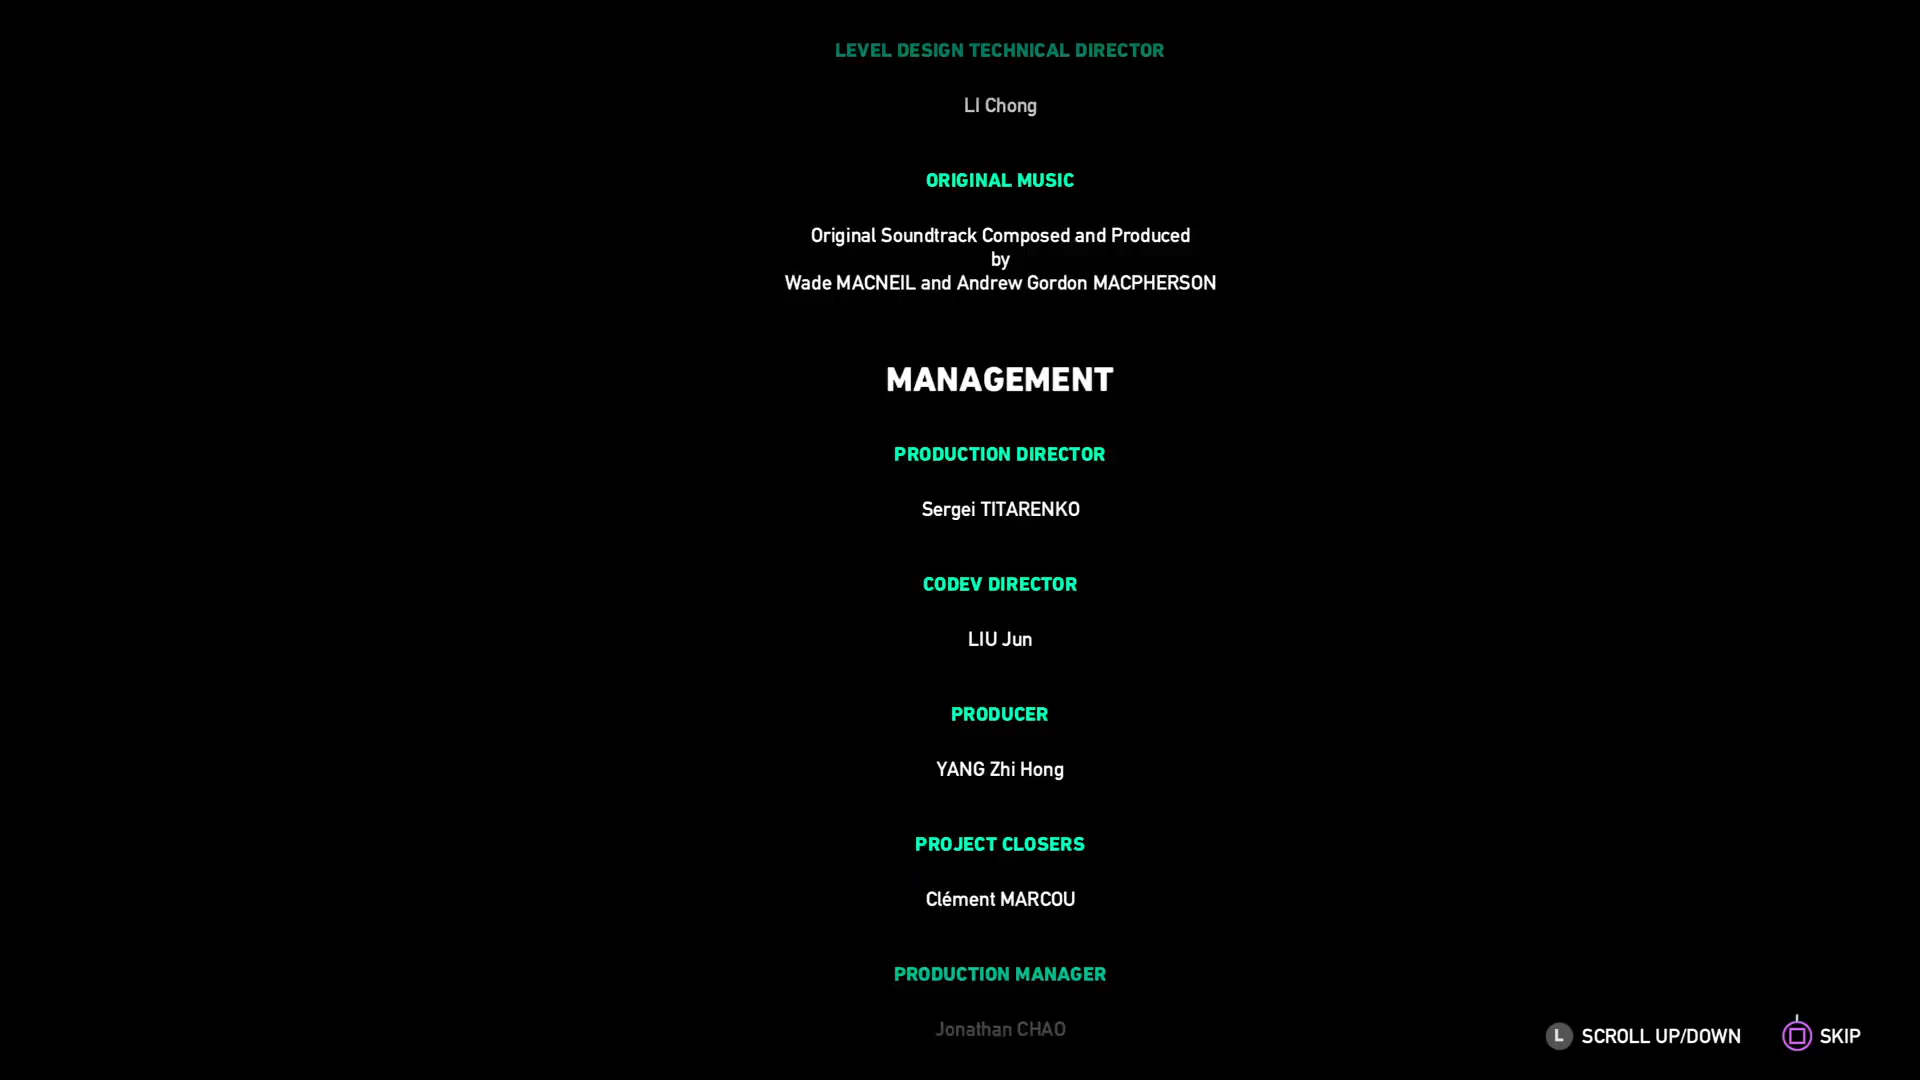 LEVEL DESIGN TECHNICAL DIRECTOR
LI Chong
ORIGINAL MUSIC
Original Soundtrack Composed and Produced
by
Wade MACNEIL and Andrew Gordon MACPHERSON
MANAGEMENT
PRODUCTION DIRECTOR
Sergei TITARENKO
CODEV DIRECTOR
LIU Jun
PRODUCER
YANG Zhi Hong
PROJECT CLOSERS
Clément MARCOU
PRODUCTION MANAGER
Jonathan CHAO
L SCROLL UP/DOWN SKIP